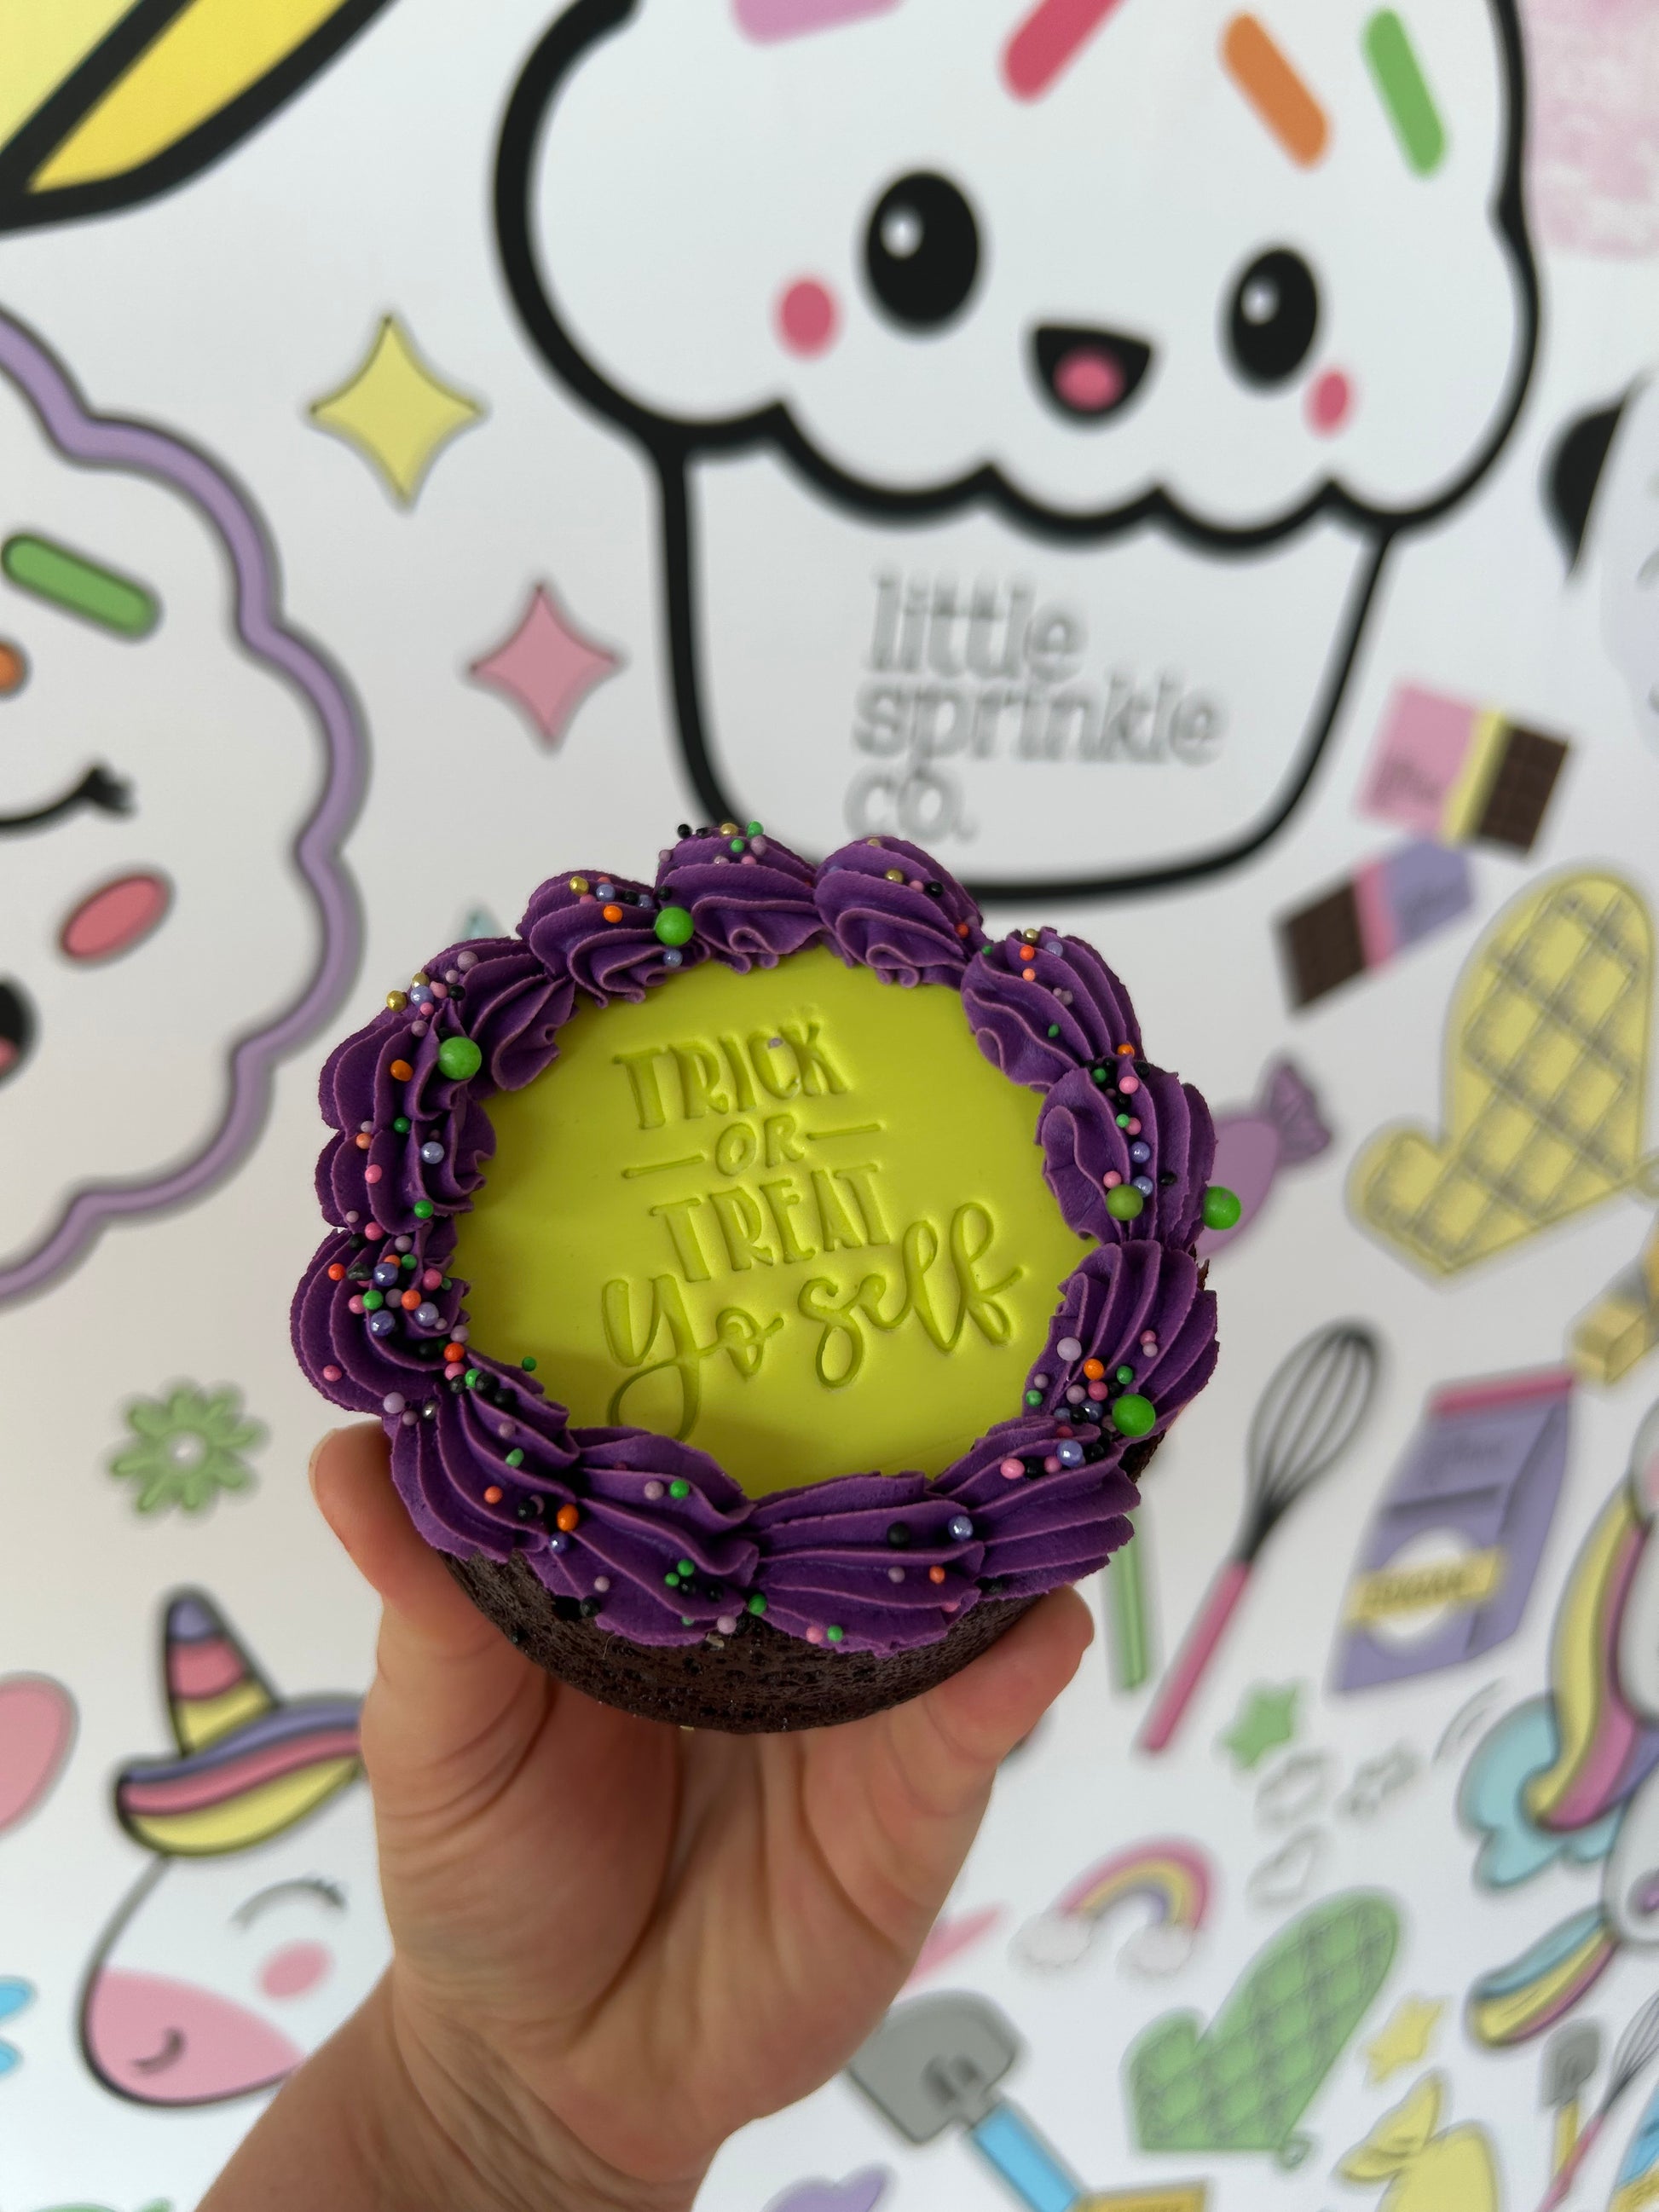 little
sprinkle
co.
TRICK
OR
TREAT
yo self